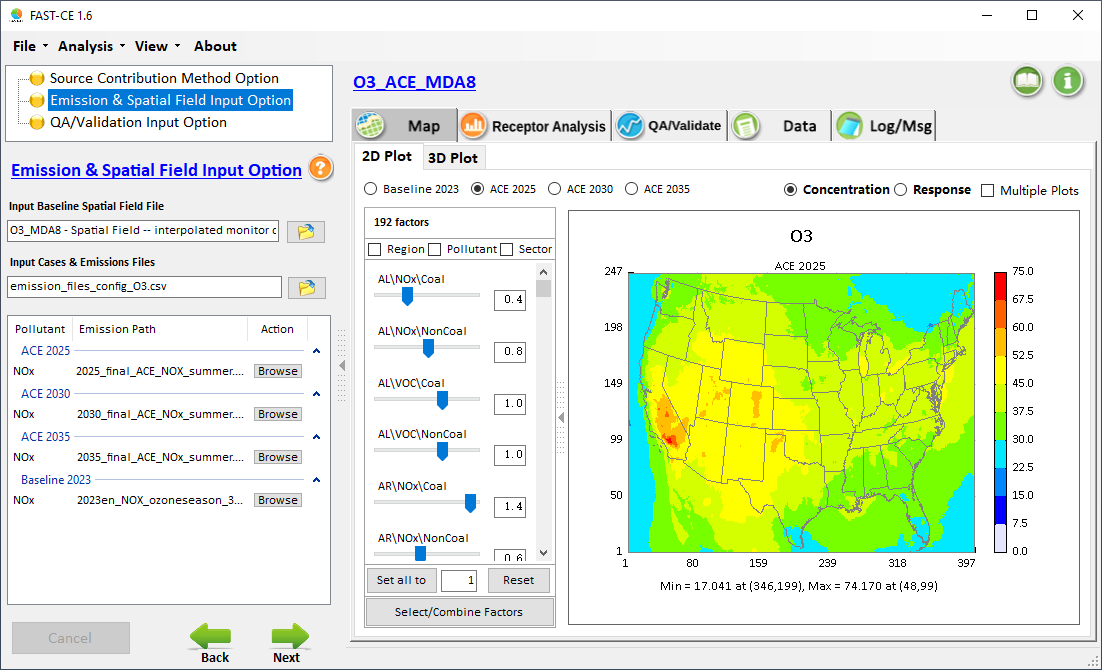 FAST-CE 1.6
File Analysis View About
Source Contribution Method Option
Emission & Spatial Field Input Option
QA/Validation Input Option
Emission & Spatial Field Input Option
Input Baseline Spatial Field File
O3_MDA8 - Spatial Field -- interpolated monitor c
Input Cases & Emissions Files
emission_files_config_O3.csv
Pollutant Emission Path Action
ACE 2025
NOx 2025_final_ACE_NOX_summer.... Browse
ACE 2030
NOx 2030_final_ACE_NOx_summer.... Browse
ACE 2035
NOx 2035_final_ACE_NOx_summer.... Browse
Baseline 2023
NOx 2023en_NOX_ozoneseason_3... Browse
Cancel
Back
Next
O3_ACE_MDA8
Map Receptor Analysis QA/Validate Data Log/Msg
2D Plot 3D Plot
Baseline 2023 ACE 2025 ACE 2030 ACE 2035 Concentration Response Multiple Plots
192 factors
Region Pollutant Sector
AL\NOx\Coal
0.4
AL\NOx\NonCoal
0.8
AL\VOC\Coal
1.0
AL\VOC\NonCoal
1.0
AR\NOx\Coal
1.4
AR\NOx\NonCoal
0.6
Set all to 1 Reset
Select/Combine Factors
O3
ACE 2025
247
198
149
99
50
1
1 80 159 239 318 397
75.0
67.5
60.0
52.5
45.0
37.5
30.0
22.5
15.0
7.5
0.0
Min = 17.041 at (346,199), Max = 74.170 at (48,99)